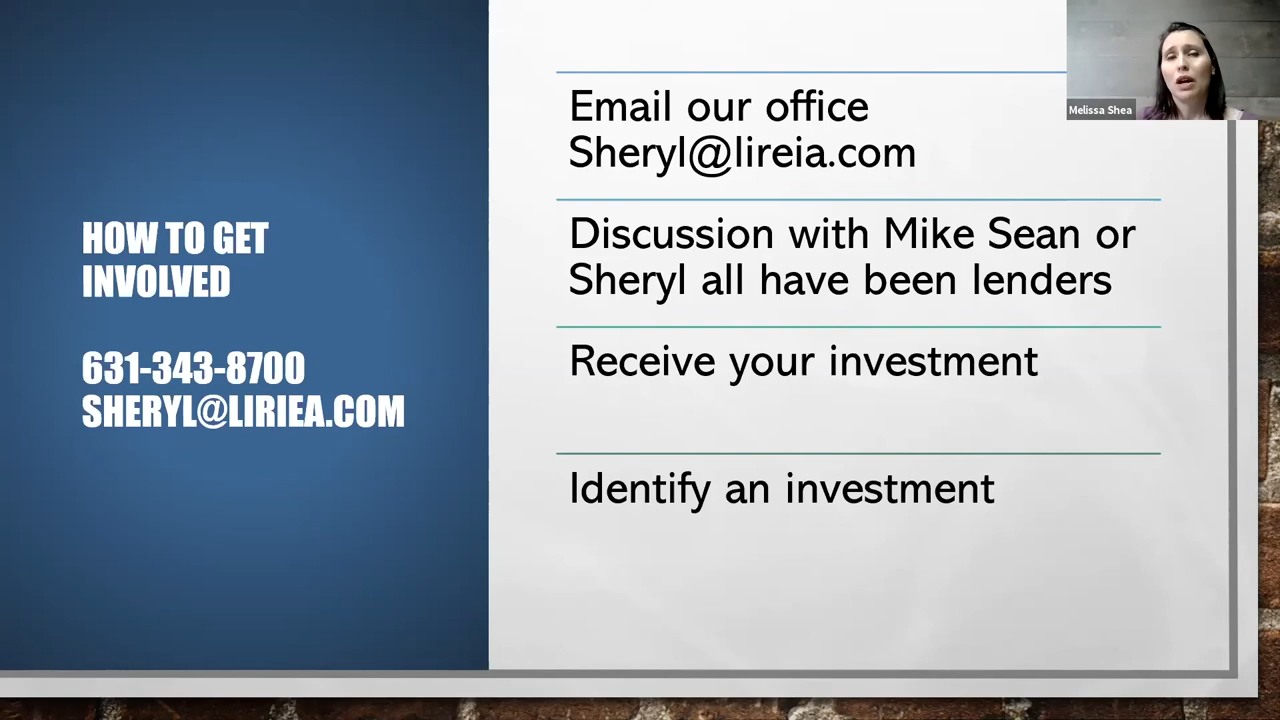 HOW TO GET
INVOLVED
631-343-8700
SHERYL@LIRIEA.COM
Email our office
Sheryl@lireia.com
Discussion with Mike Sean or
Sheryl all have been lenders
Receive your investment
Identify an investment
Melissa Shea